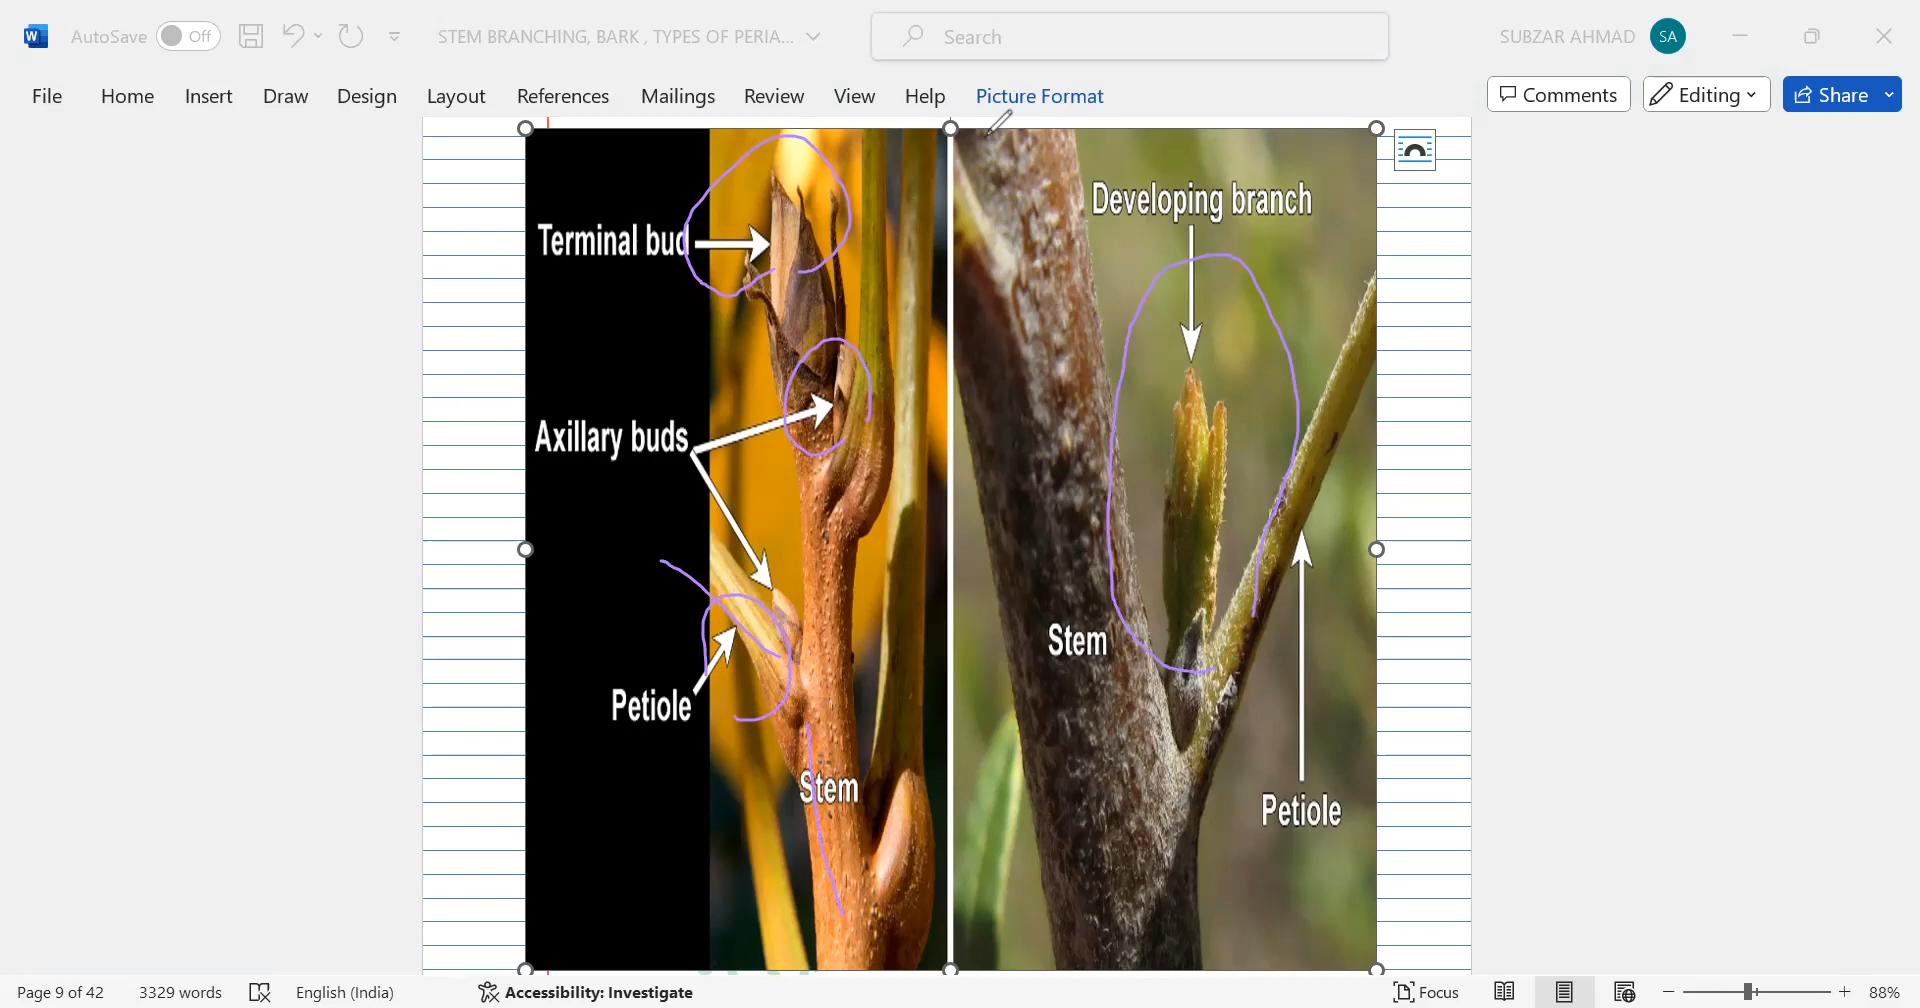 AutoSave Off STEM BRANCHING, BARK , TYPES OF PERIA... Search SUBZAR AHMAD SA
File Home Insert Draw Design Layout References Mailings Review View Help Picture Format Comments Editing Share
Developing branch
Terminal bud
Axillary buds
Stem
Petiole
Stem
Petiole
Page 9 of 42 3329 words English (India) Accessibility: Investigate Focus 88%